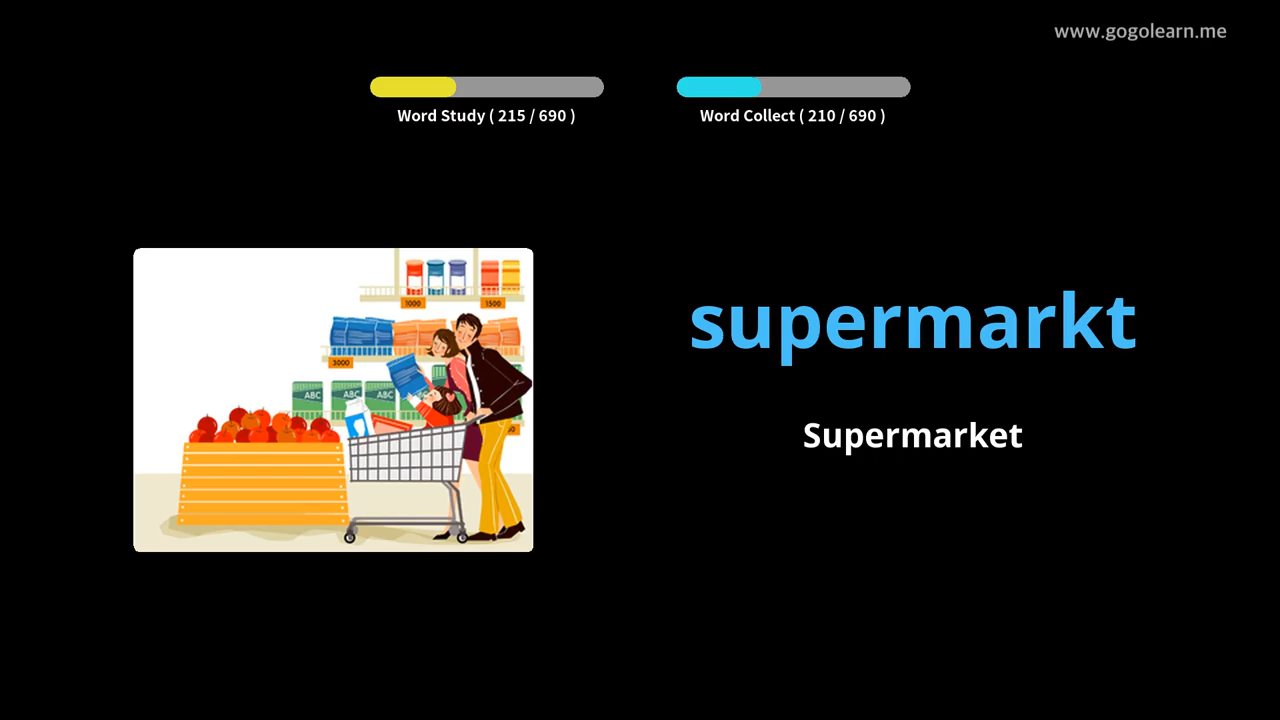 www.gogolearn.me
Word Study ( 215 / 690 )
Word Collect ( 210 / 690 )
1000
1500
3000
ABC
ABC
ABC
supermarkt
Supermarket